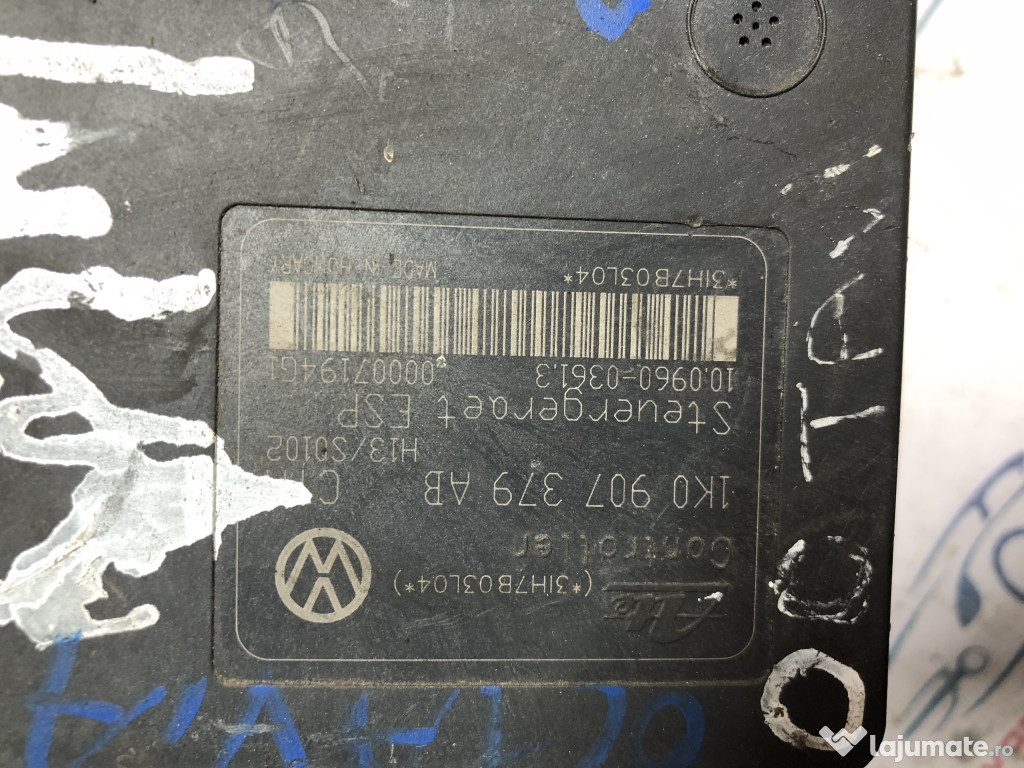 Ate
(*3IH7B03L04*)
Controller
1K0 907 379 AB
H13/S0102
Steuergeraet ESP
10.0960-0361.3
00007194G1
*3IH7B03L04*
MADE IN HUNGARY
lajumate.ro